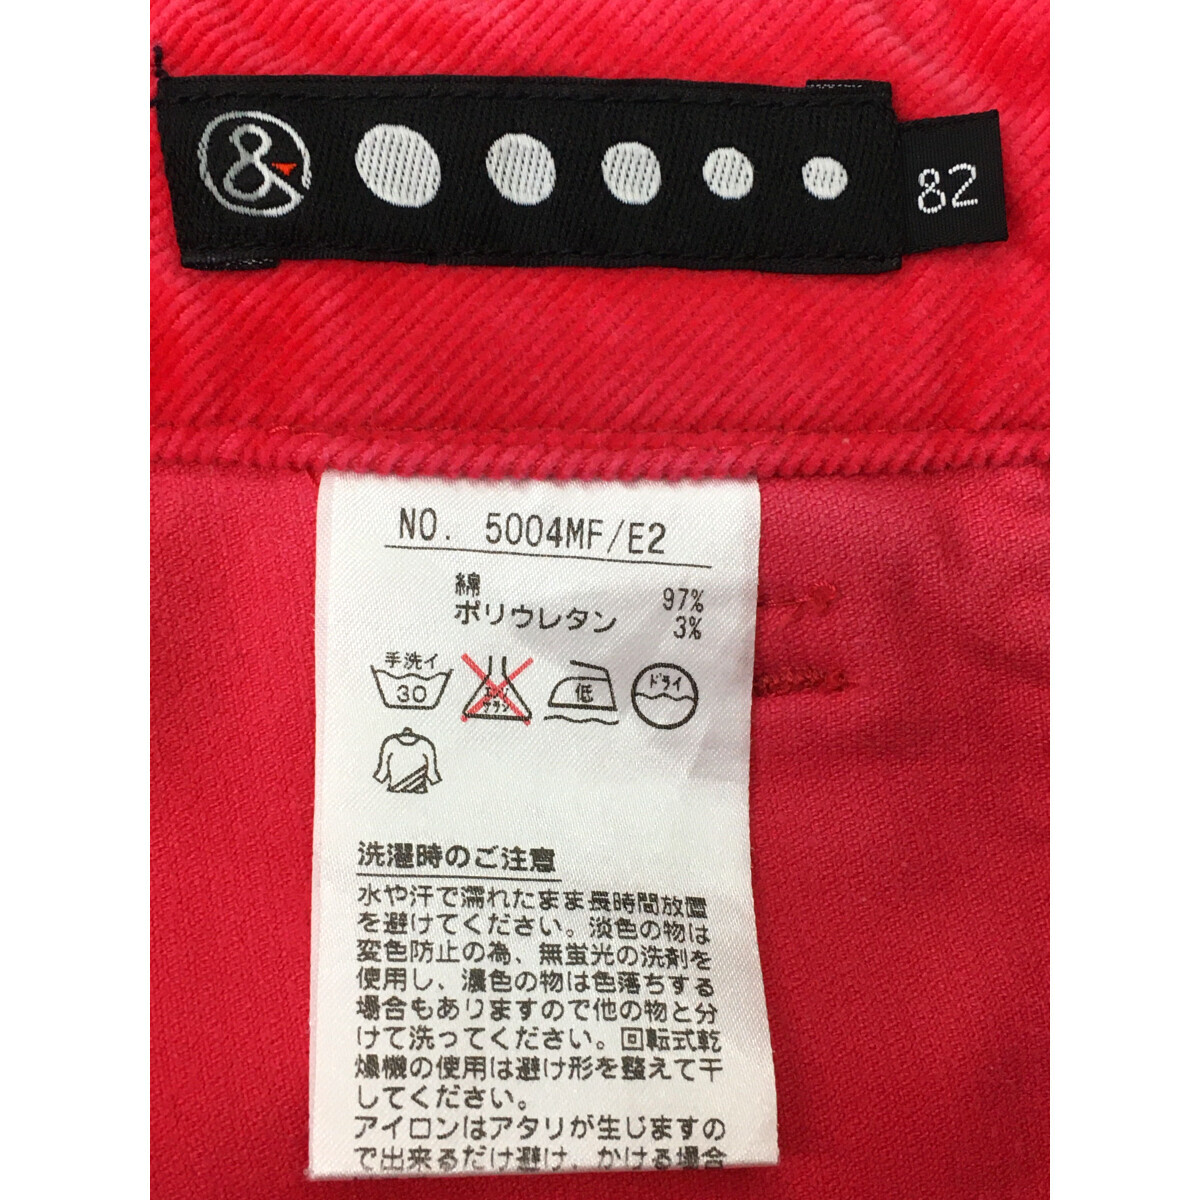 8
82
NO. 5004MF/E2
綿 97%
ポリウレタン 3%
手洗イ
30
エンソ
サラシ
低
ドライ
洗濯時のご注意
水や汗で濡れたまま長時間放置
を避けてください。淡色の物は
変色防止の為、無蛍光の洗剤を
使用し、濃色の物は色落ちする
場合もありますので他の物と分
けて洗ってください。回転式乾
燥機の使用は避け形を整えて干
してください。
アイロンはアタリが生じますの
で出来るだけ避け、かける場合